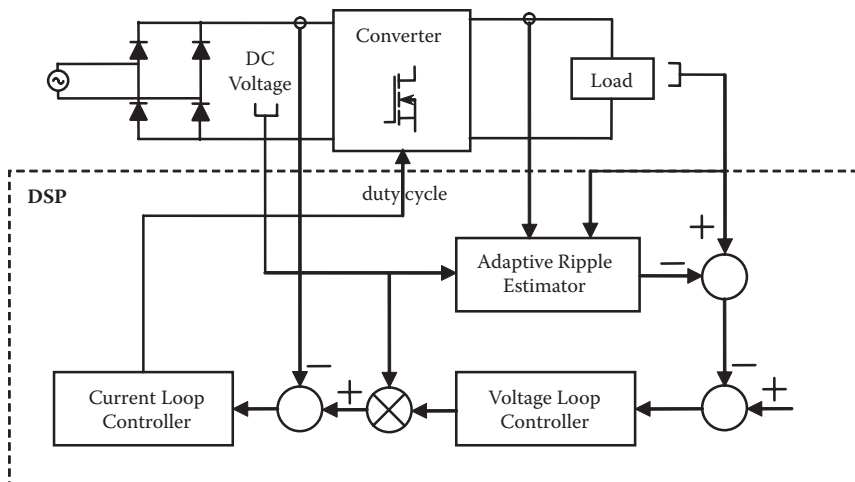 Converter
DC
Voltage
Load
duty cycle
DSP
+
Adaptive Ripple
Estimator
−
−
−
+
+
Current Loop
Controller
Voltage Loop
Controller